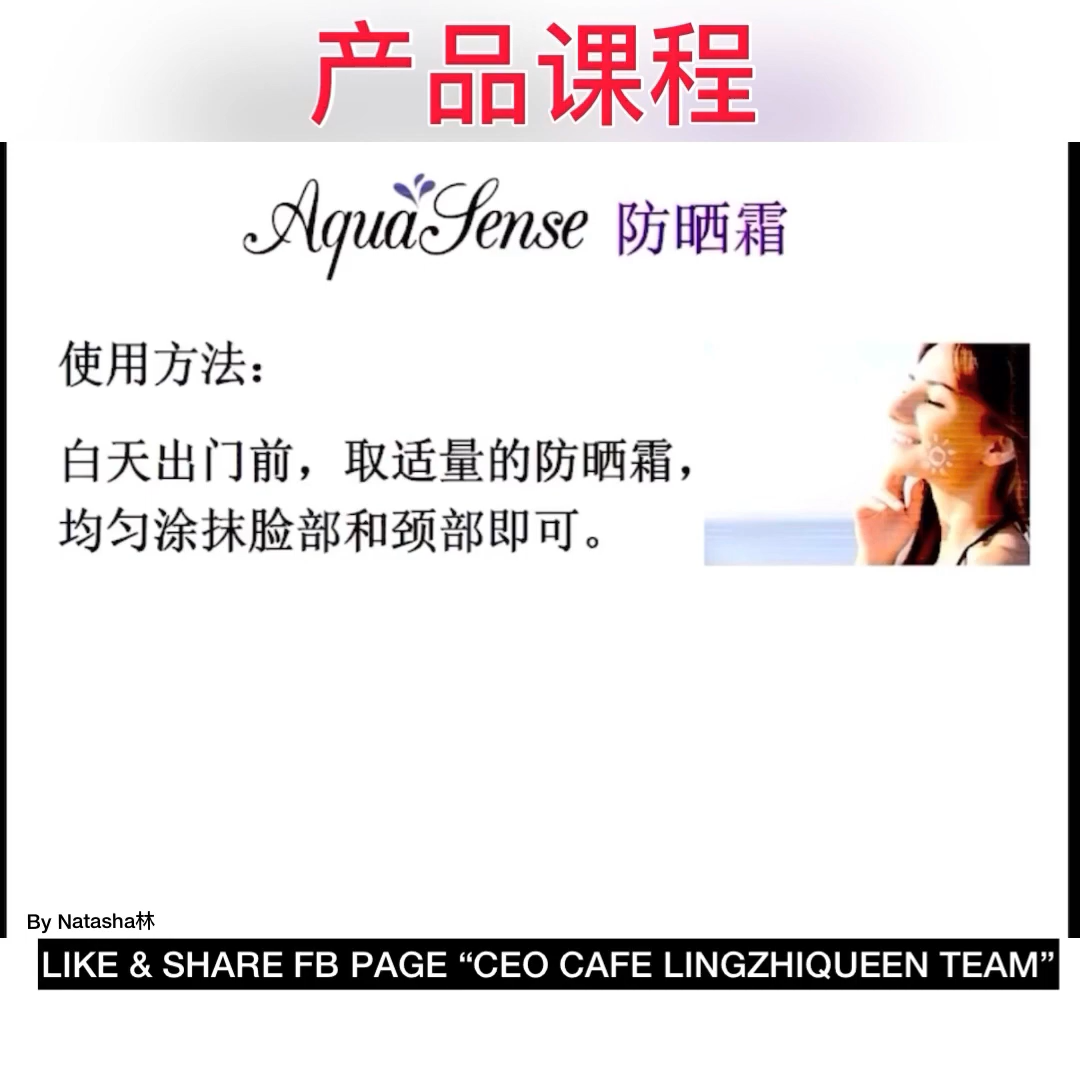 产品课程
AquaSense 防晒霜
使用方法：
白天出门前，取适量的防晒霜，
均匀涂抹脸部和颈部即可。
By Natasha林
LIKE & SHARE FB PAGE “CEO CAFE LINGZHIQUEEN TEAM”